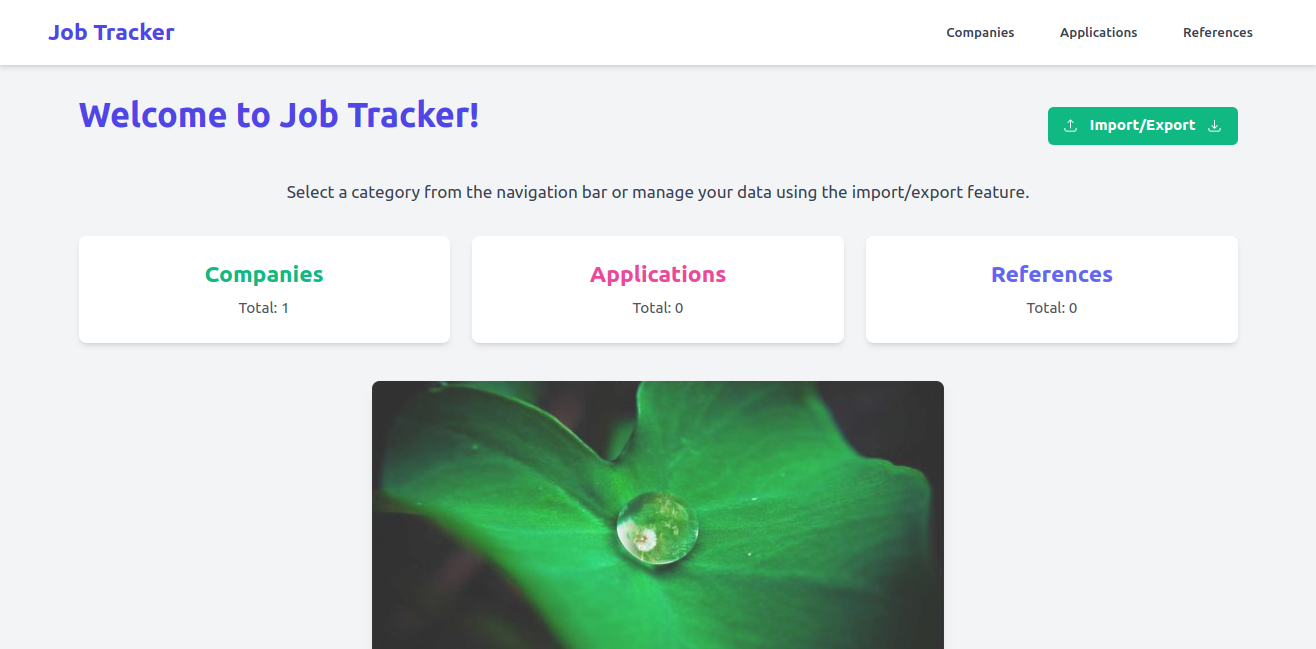 Job Tracker
Companies
Applications
References
Welcome to Job Tracker!
Import/Export
Select a category from the navigation bar or manage your data using the import/export feature.
Companies
Total: 1
Applications
Total: 0
References
Total: 0